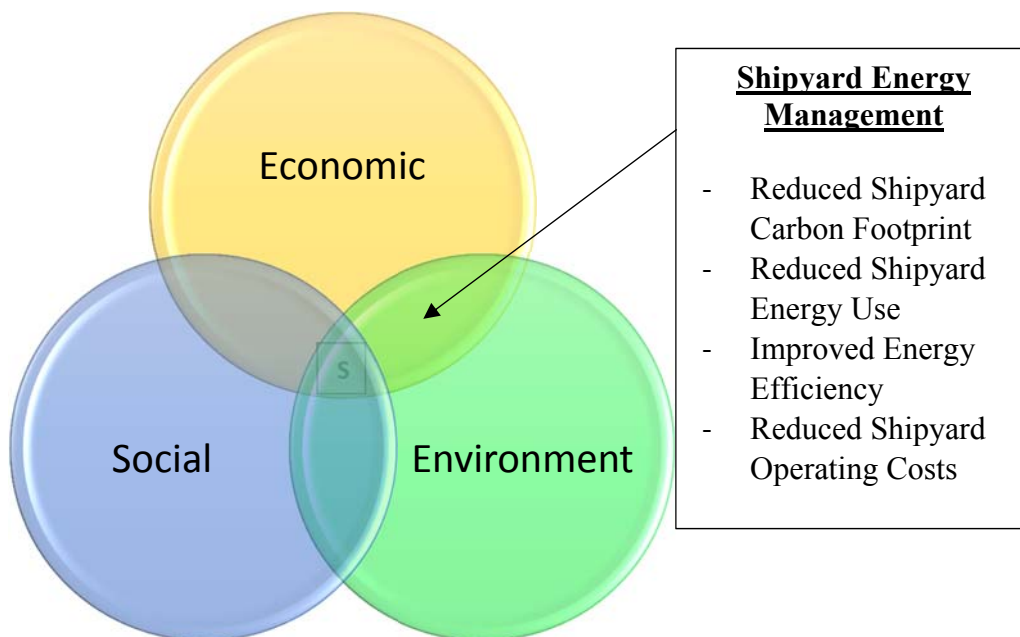 Economic
Social
Environment
S
Shipyard Energy
Management
- Reduced Shipyard
Carbon Footprint
- Reduced Shipyard
Energy Use
- Improved Energy
Efficiency
- Reduced Shipyard
Operating Costs